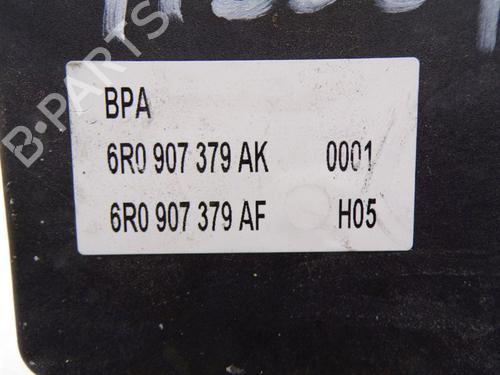 BPA
6R0 907 379 AK 0001
6R0 907 379 AF H05
B-PARTS